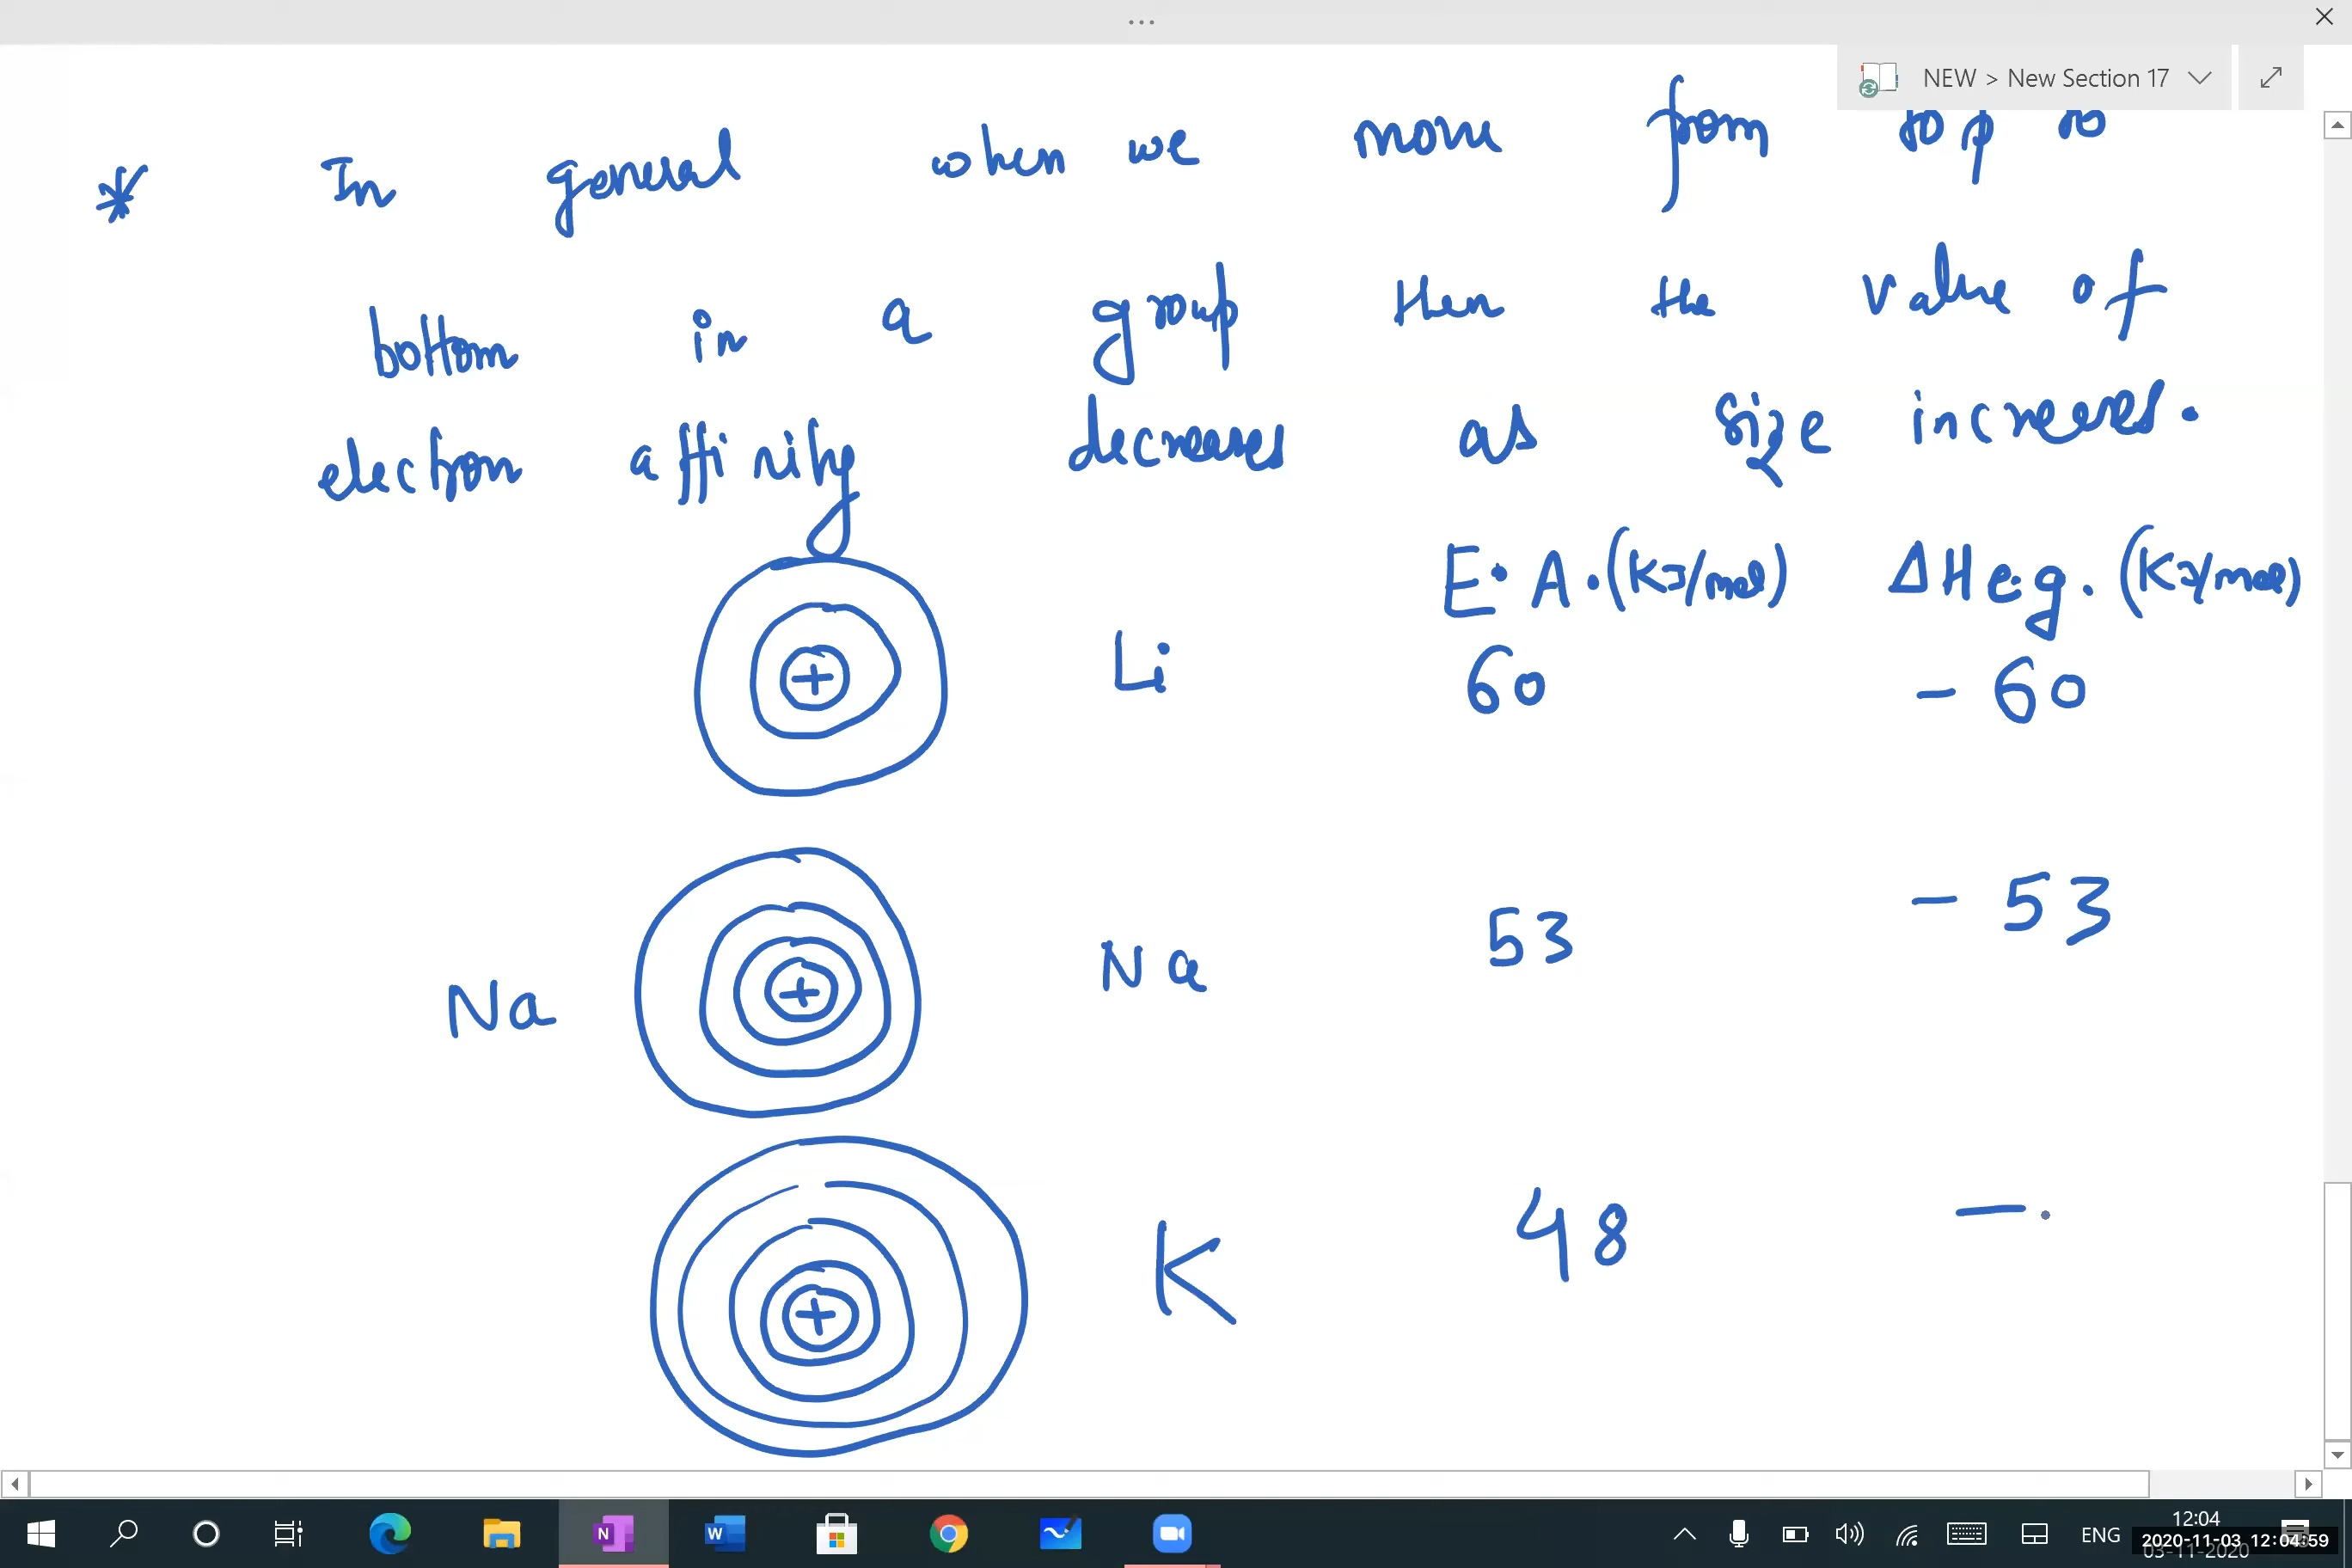 ...
NEW > New Section 17
* In general when we move from top to
bottom in a group then the value of
electron affinity decreases as size increases.
E.A.(KJ/mol) ΔHe.g.(KJ/mol)
+ Li 60 - 60
Na + Na 53 - 53
+ K 48 -
N
W
ENG
12:04
03-11-2020
2020-11-03 12:04:59